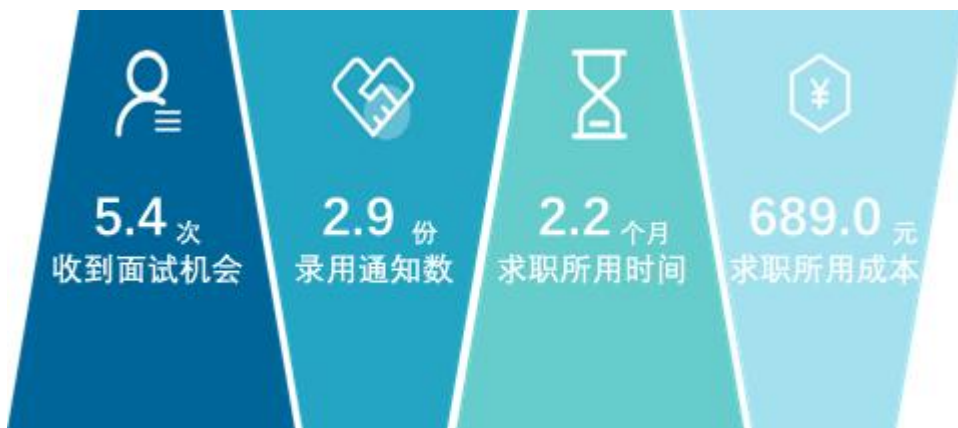 5.4 次
收到面试机会
2.9 份
录用通知数
2.2 个月
求职所用时间
¥
689.0 元
求职所用成本